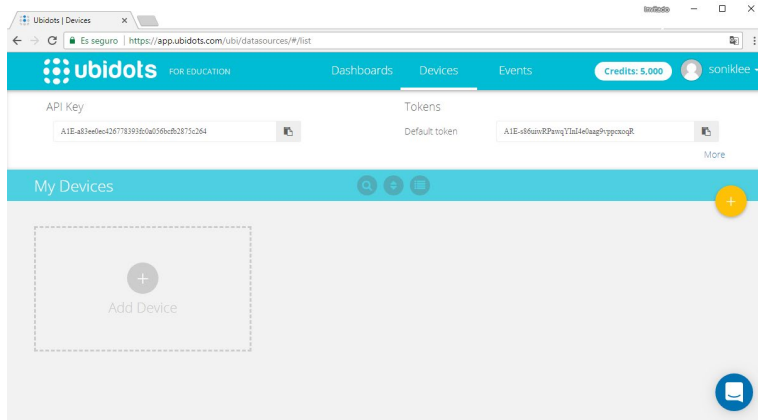 Ubidots | Devices
Invitado
Es seguro | https://app.ubidots.com/ubi/datasources/#/list
ubidots FOR EDUCATION Dashboards Devices Events Credits: 5,000 soniklee
API Key Tokens
A1E-a83ee0ec426778393fc0a056bcfb2875c264 Default token A1E-s86uiwRPawqYInI4e0aag9vppcxoqR
More
My Devices
Add Device